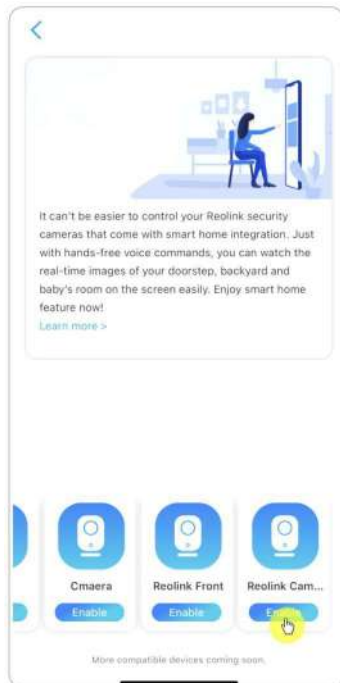 It can't be easier to control your Reolink security
cameras that come with smart home integration. Just
with hands-free voice commands, you can watch the
real-time images of your doorstep, backyard and
baby's room on the screen easily. Enjoy smart home
feature now!
Learn more >
Cmaera
Reolink Front
Reolink Cam...
Enable
Enable
Enable
More compatible devices coming soon.